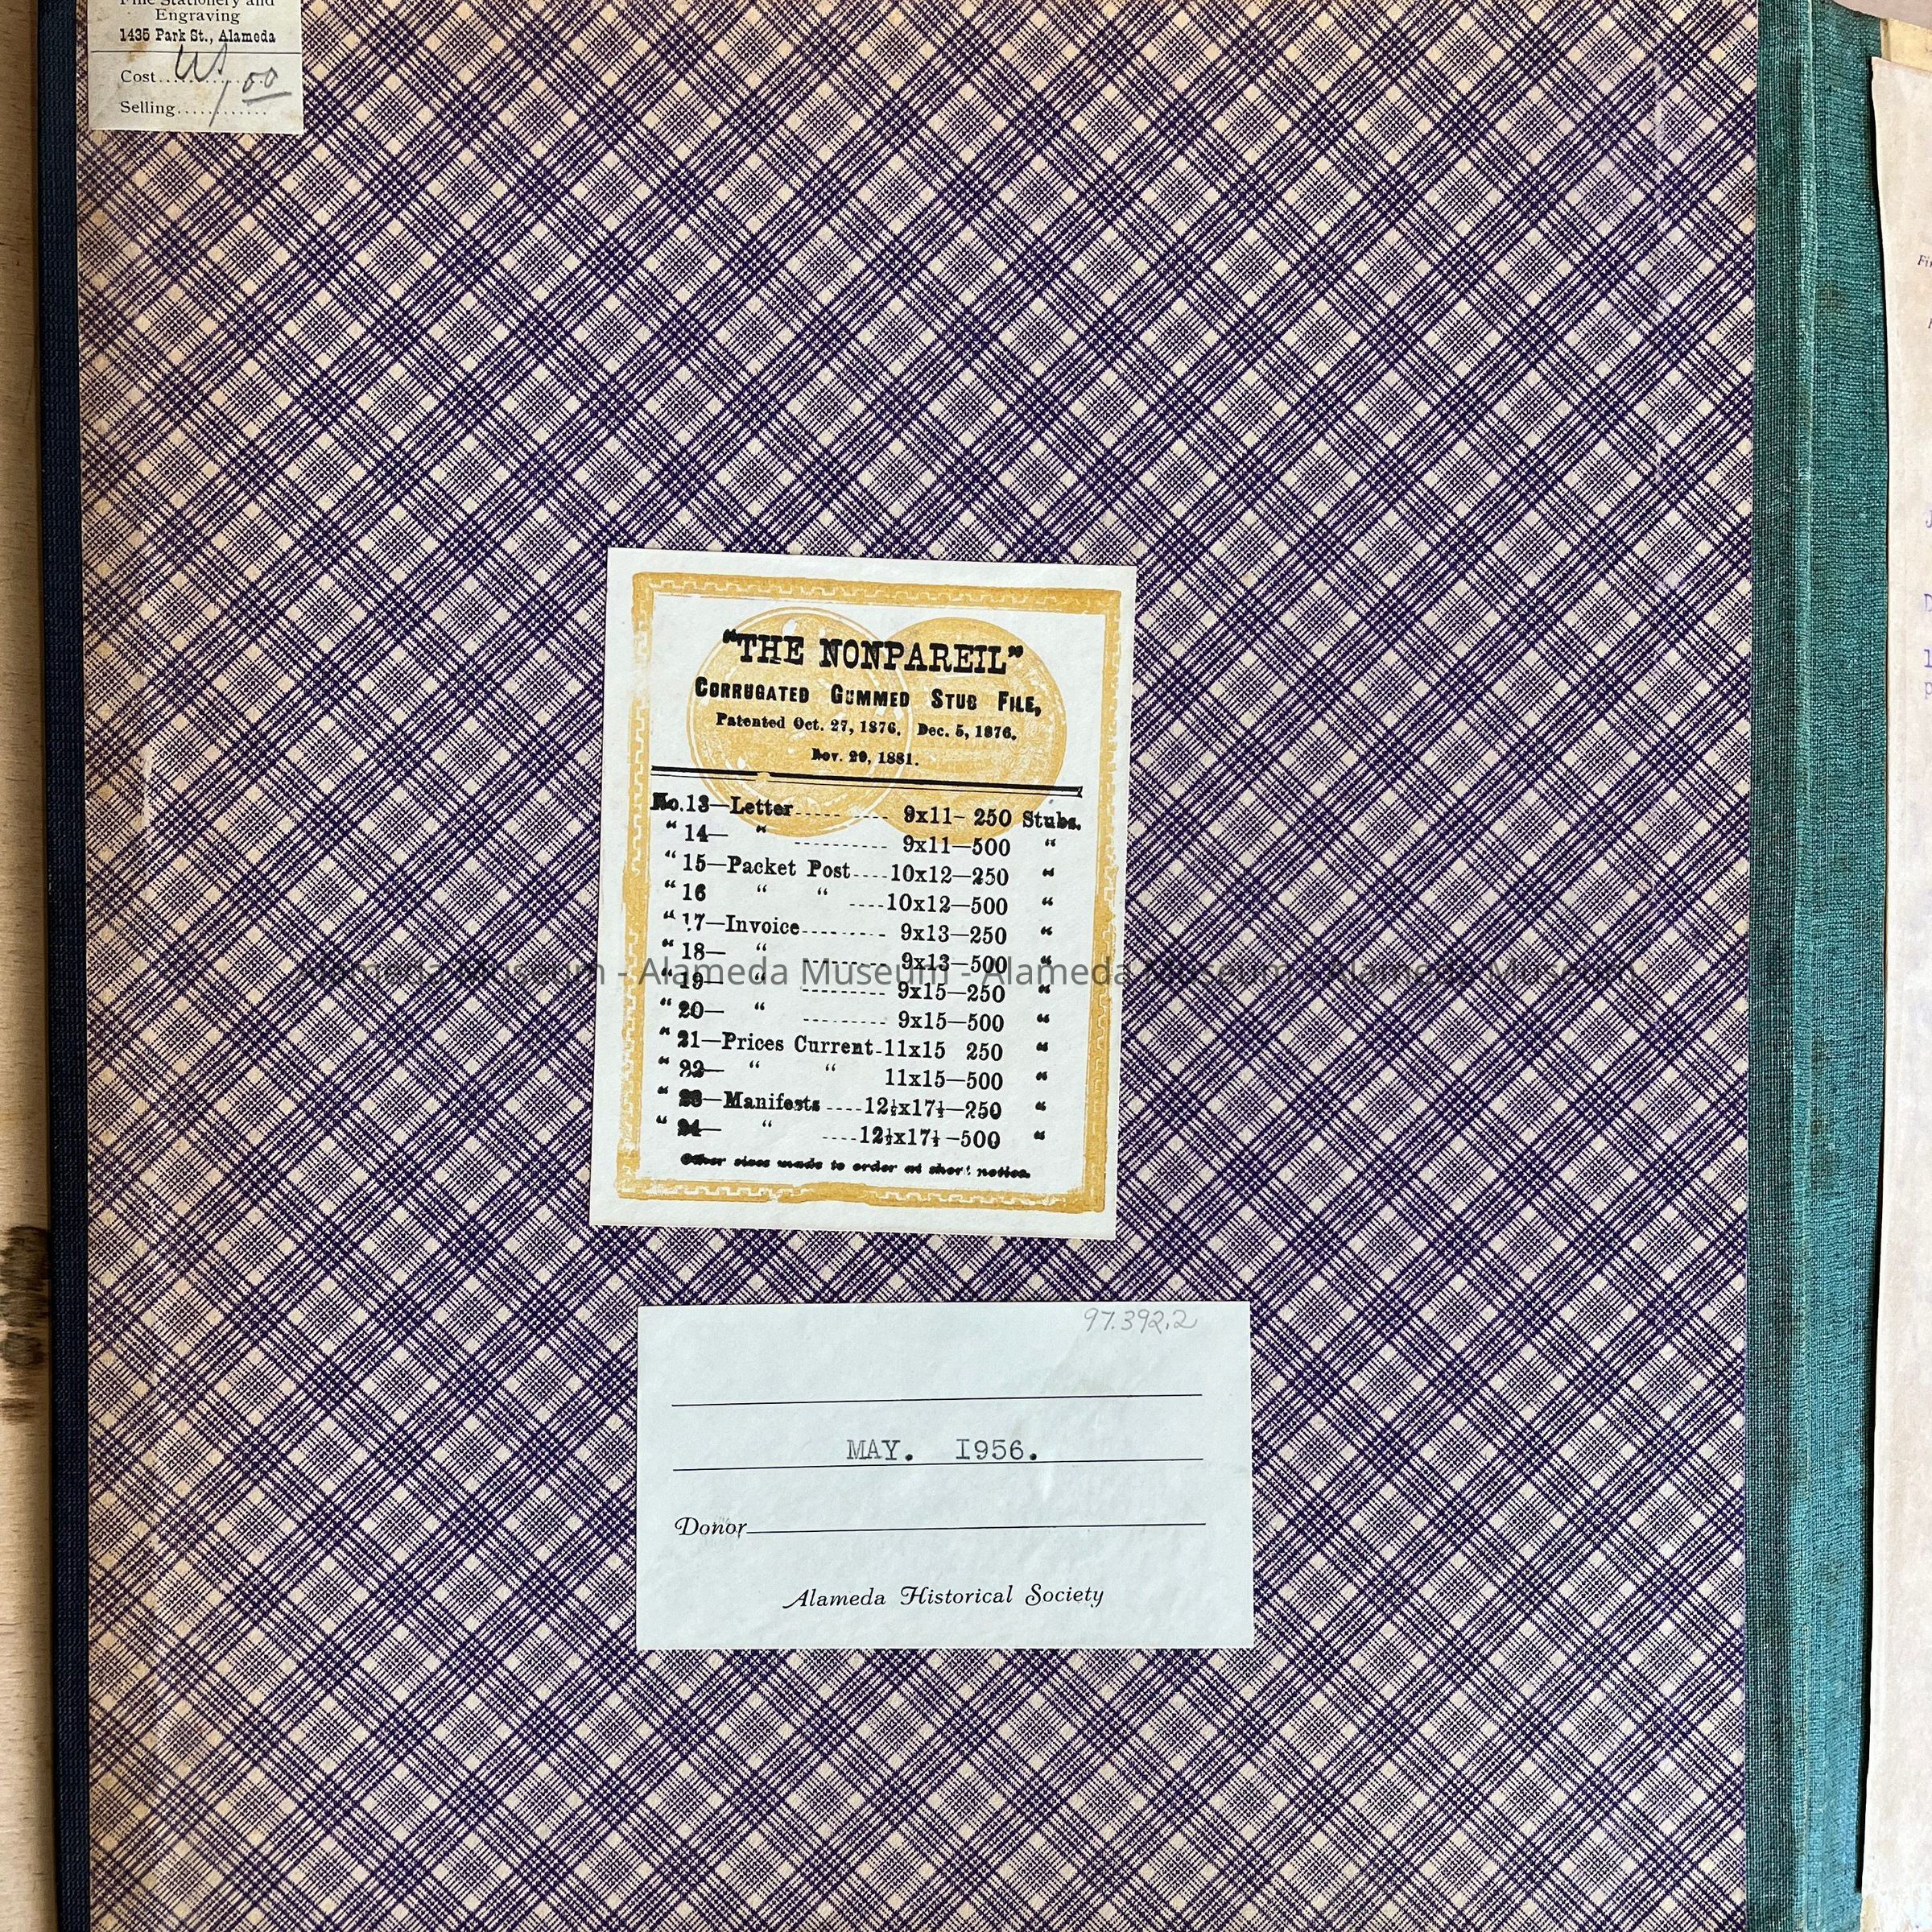 Fine Stationery and
Engraving
1435 Park St., Alameda
Cost
00
Selling
"THE NONPAREIL"
CORRUGATED GUMMED STUB FILE,
Patented Oct. 27, 1876. Dec. 5, 1876.
Nov. 29, 1881.
No. 13—Letter 9x11- 250 Stubs.
" 14— " 9x11—500 "
" 15—Packet Post 10x12—250 "
" 16 " " 10x12—500 "
" 17—Invoice 9x13—250 "
" 18— " 9x13—500 "
Alameda Museum - Alameda Museum - Alameda Museum - Alameda Museum
" 19— " 9x15—250 "
" 20— " 9x15—500 "
" 21—Prices Current 11x15 250 "
" 22— " " 11x15—500 "
" 23—Manifests 12½x17½—250 "
" 24— " 12½x17½—500 "
Other sizes made to order at short notice.
97.392.2
MAY. 1956.
Donor
Alameda Historical Society